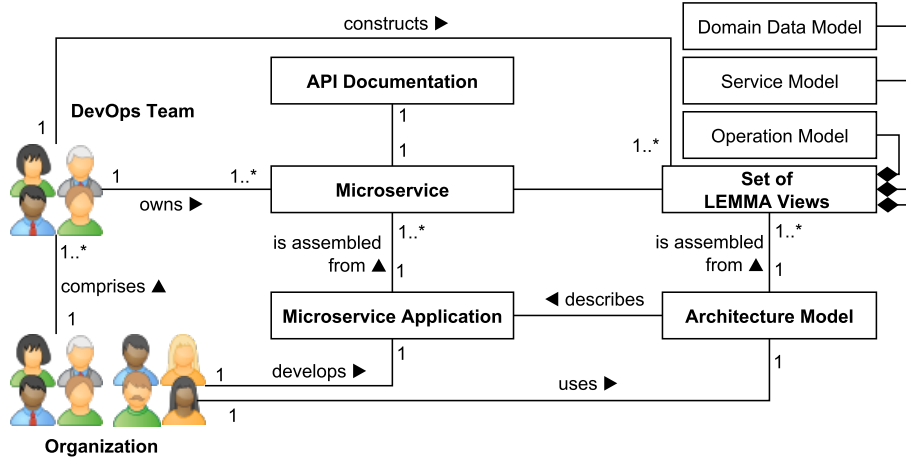 constructs ▶
Domain Data Model
API Documentation
Service Model
DevOps Team
1
1
Operation Model
1
1..*
1
1..*
Microservice
Set of
LEMMA Views
owns ▶
1..*
is assembled
from ▲
1..*
is assembled
from ▲
1..*
1
1
comprises ▲
◀ describes
1
Microservice Application
Architecture Model
1
1
develops ▶
1
uses ▶
1
Organization